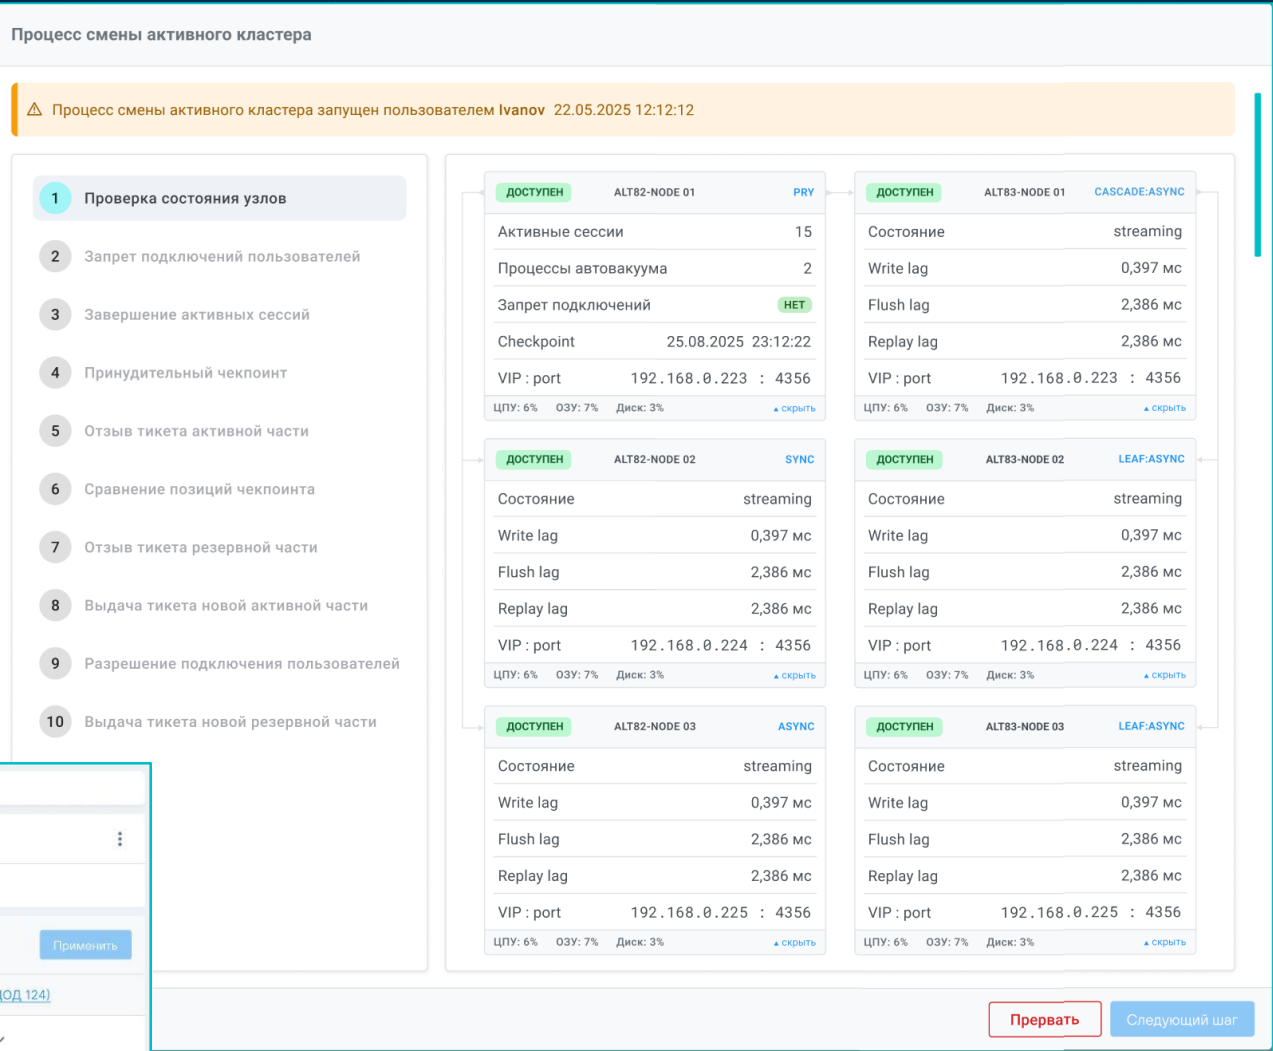 Процесс смены активного кластера
Процесс смены активного кластера запущен пользователем Ivanov 22.05.2025 12:12:12
1 Проверка состояния узлов
2 Запрет подключений пользователей
3 Завершение активных сессий
4 Принудительный чекпоинт
5 Отзыв тикета активной части
6 Сравнение позиций чекпоинта
7 Отзыв тикета резервной части
8 Выдача тикета новой активной части
9 Разрешение подключения пользователей
10 Выдача тикета новой резервной части
ДОСТУПЕН ALT82-NODE 01 PRY
Активные сессии 15
Процессы автовакуума 2
Запрет подключений НЕТ
Checkpoint 25.08.2025 23:12:22
VIP : port 192.168.0.223 : 4356
ЦПУ: 6% ОЗУ: 7% Диск: 3% скрыть
ДОСТУПЕН ALT83-NODE 01 CASCADE:ASYNC
Состояние streaming
Write lag 0,397 мс
Flush lag 2,386 мс
Replay lag 2,386 мс
VIP : port 192.168.0.223 : 4356
ЦПУ: 6% ОЗУ: 7% Диск: 3% скрыть
ДОСТУПЕН ALT82-NODE 02 SYNC
Состояние streaming
Write lag 0,397 мс
Flush lag 2,386 мс
Replay lag 2,386 мс
VIP : port 192.168.0.224 : 4356
ЦПУ: 6% ОЗУ: 7% Диск: 3% скрыть
ДОСТУПЕН ALT83-NODE 02 LEAF:ASYNC
Состояние streaming
Write lag 0,397 мс
Flush lag 2,386 мс
Replay lag 2,386 мс
VIP : port 192.168.0.224 : 4356
ЦПУ: 6% ОЗУ: 7% Диск: 3% скрыть
ДОСТУПЕН ALT82-NODE 03 ASYNC
Состояние streaming
Write lag 0,397 мс
Flush lag 2,386 мс
Replay lag 2,386 мс
VIP : port 192.168.0.225 : 4356
ЦПУ: 6% ОЗУ: 7% Диск: 3% скрыть
ДОСТУПЕН ALT83-NODE 03 LEAF:ASYNC
Состояние streaming
Write lag 0,397 мс
Flush lag 2,386 мс
Replay lag 2,386 мс
VIP : port 192.168.0.225 : 4356
ЦПУ: 6% ОЗУ: 7% Диск: 3% скрыть
Применить
124)
Прервать Следующий шаг